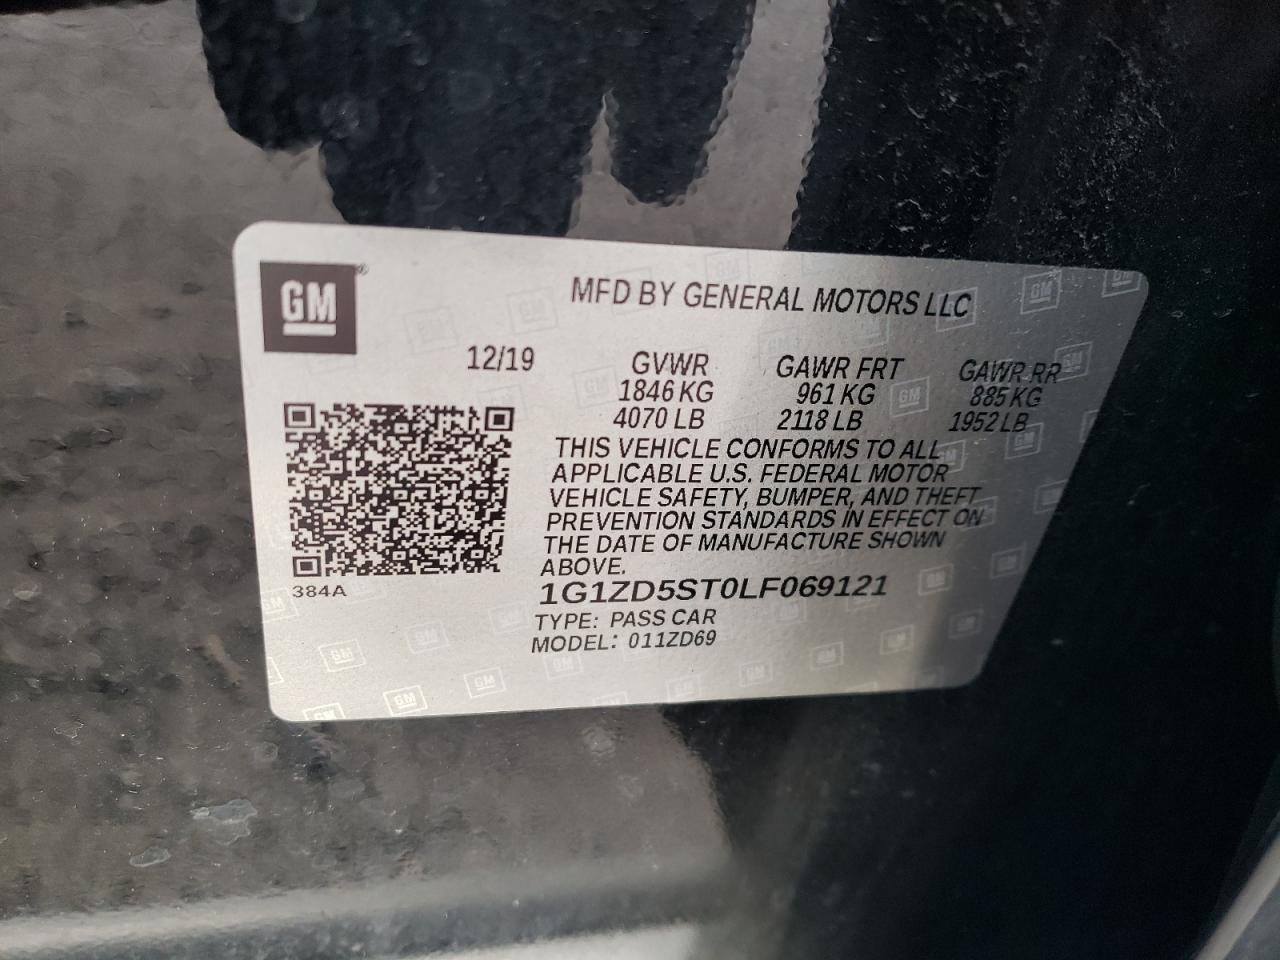 GM®
MFD BY GENERAL MOTORS LLC
12/19 GVWR GAWR FRT GAWR RR
1846 KG 961 KG 885 KG
4070 LB 2118 LB 1952 LB
THIS VEHICLE CONFORMS TO ALL
APPLICABLE U.S. FEDERAL MOTOR
VEHICLE SAFETY, BUMPER, AND THEFT
PREVENTION STANDARDS IN EFFECT ON
THE DATE OF MANUFACTURE SHOWN
ABOVE.
384A
1G1ZD5ST0LF069121
TYPE: PASS CAR
MODEL: 011ZD69